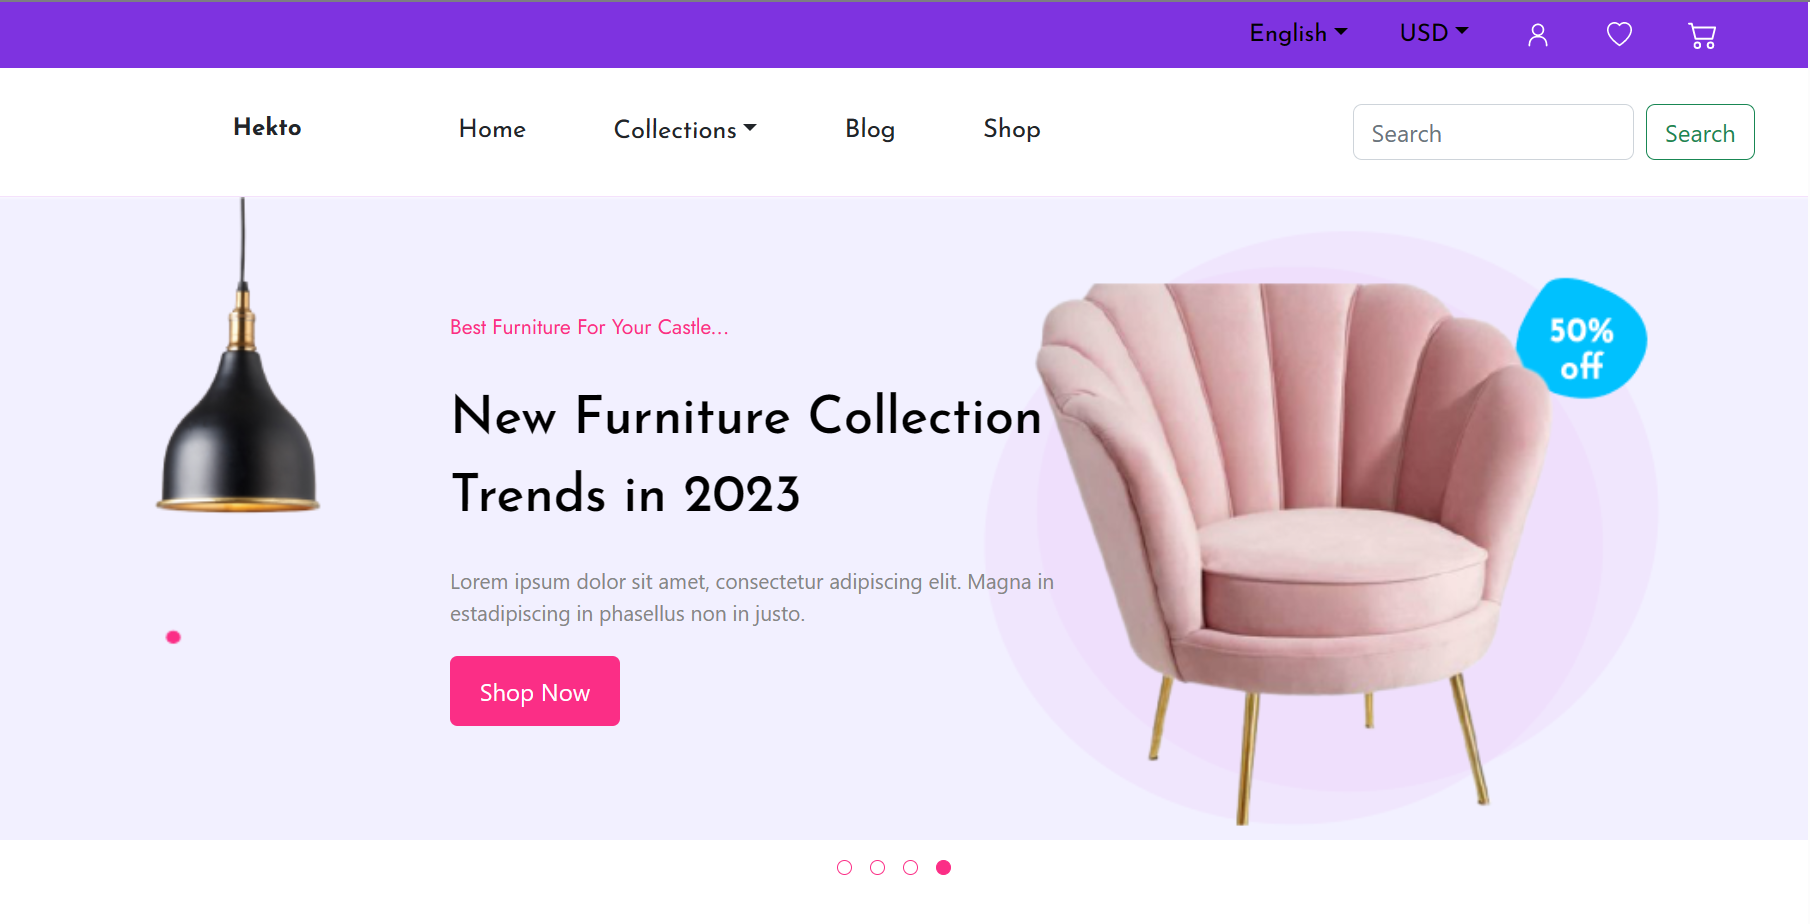 English USD
Hekto Home Collections Blog Shop Search Search
Best Furniture For Your Castle...
New Furniture Collection
Trends in 2023
Lorem ipsum dolor sit amet, consectetur adipiscing elit. Magna in
estadipiscing in phasellus non in justo.
Shop Now
50%
off